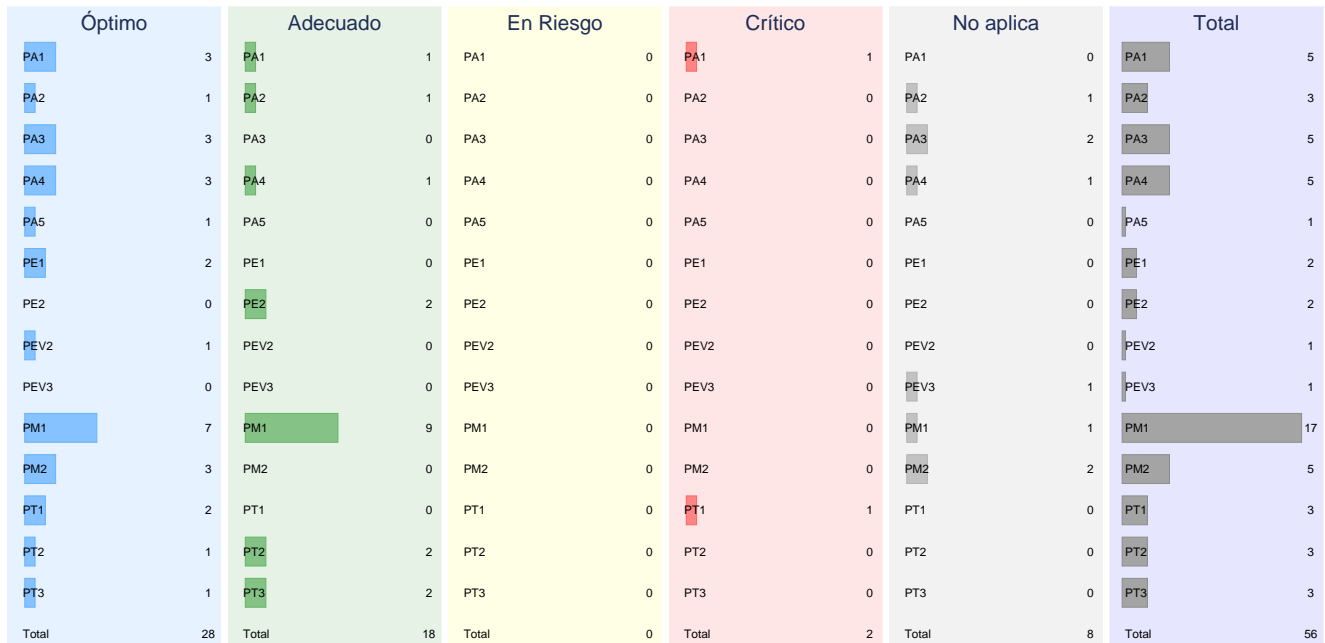 Óptimo Adecuado En Riesgo Crítico No aplica Total
PA1 3 PA1 1 PA1 0 PA1 1 PA1 0 PA1 5
PA2 1 PA2 1 PA2 0 PA2 0 PA2 1 PA2 3
PA3 3 PA3 0 PA3 0 PA3 0 PA3 2 PA3 5
PA4 3 PA4 1 PA4 0 PA4 0 PA4 1 PA4 5
PA5 1 PA5 0 PA5 0 PA5 0 PA5 0 PA5 1
PE1 2 PE1 0 PE1 0 PE1 0 PE1 0 PE1 2
PE2 0 PE2 2 PE2 0 PE2 0 PE2 0 PE2 2
PEV2 1 PEV2 0 PEV2 0 PEV2 0 PEV2 0 PEV2 1
PEV3 0 PEV3 0 PEV3 0 PEV3 0 PEV3 1 PEV3 1
PM1 7 PM1 9 PM1 0 PM1 0 PM1 1 PM1 17
PM2 3 PM2 0 PM2 0 PM2 0 PM2 2 PM2 5
PT1 2 PT1 0 PT1 0 PT1 1 PT1 0 PT1 3
PT2 1 PT2 2 PT2 0 PT2 0 PT2 0 PT2 3
PT3 1 PT3 2 PT3 0 PT3 0 PT3 0 PT3 3
Total 28 Total 18 Total 0 Total 2 Total 8 Total 56